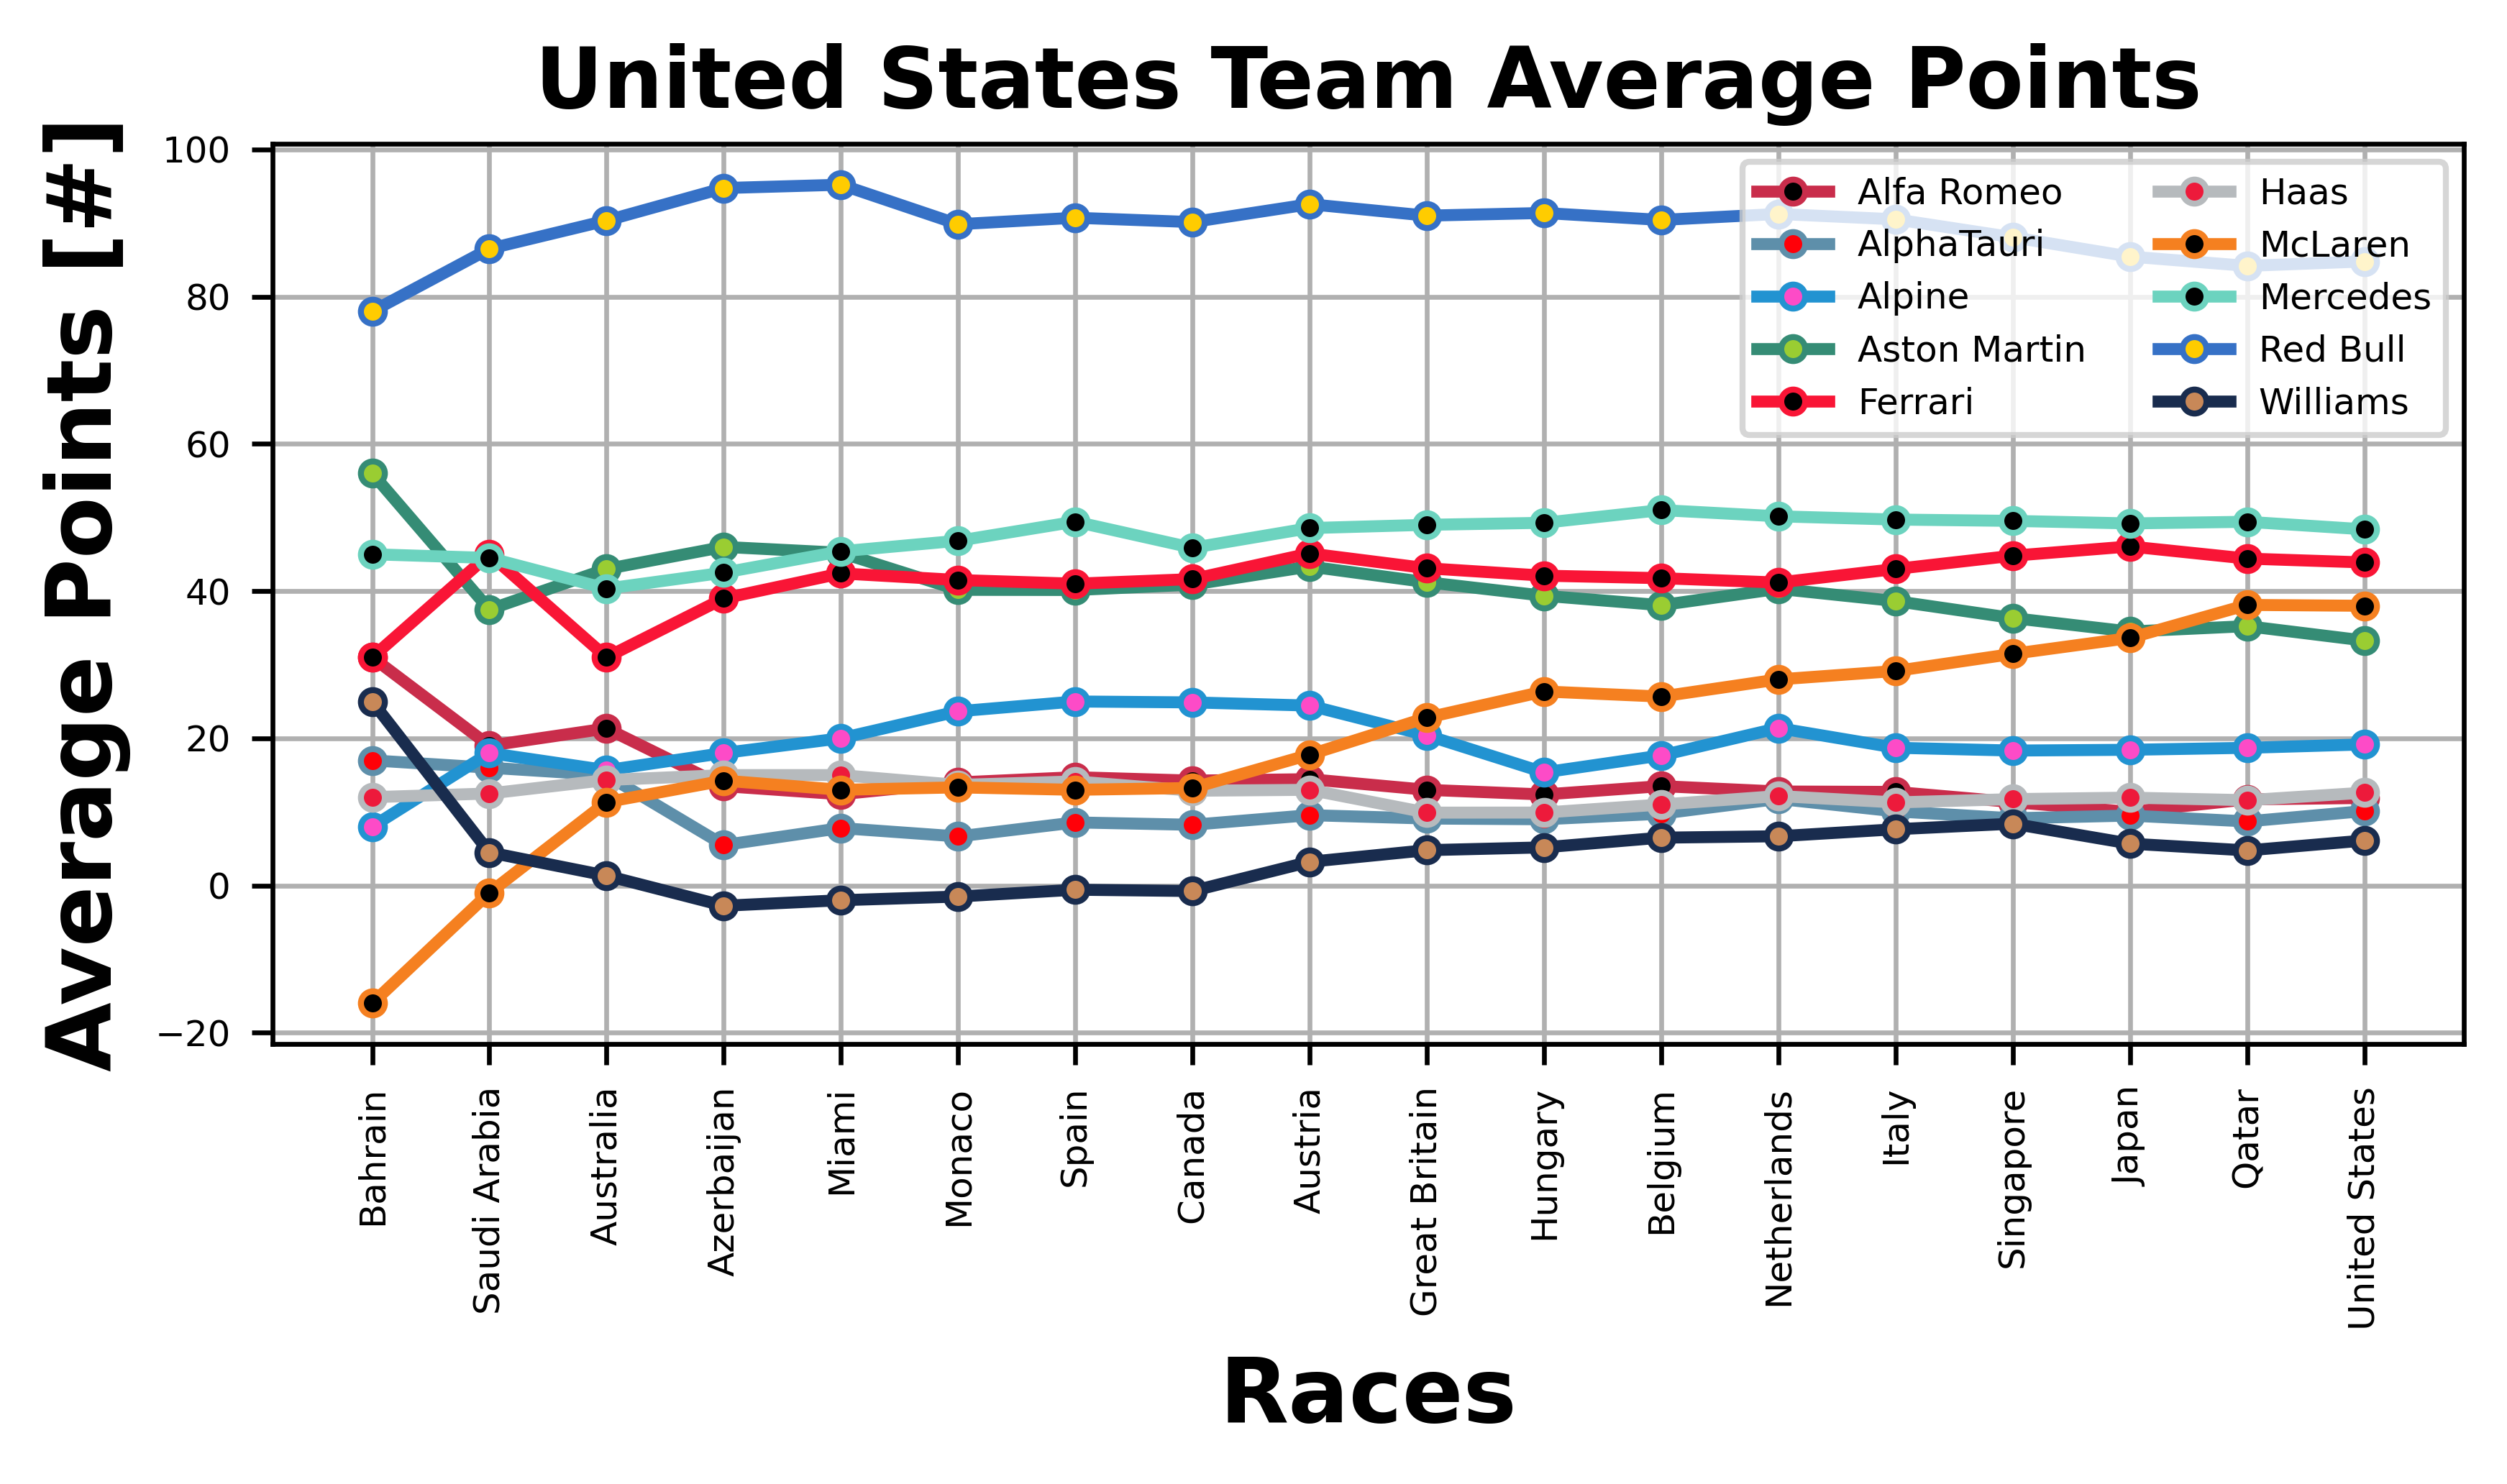 United States Team Average Points
Average Points [#]
100
80
60
40
20
0
−20
Alfa Romeo
AlphaTauri
Alpine
Aston Martin
Ferrari
Haas
McLaren
Mercedes
Red Bull
Williams
Bahrain
Saudi Arabia
Australia
Azerbaijan
Miami
Monaco
Spain
Canada
Austria
Great Britain
Hungary
Belgium
Netherlands
Italy
Singapore
Japan
Qatar
United States
Races